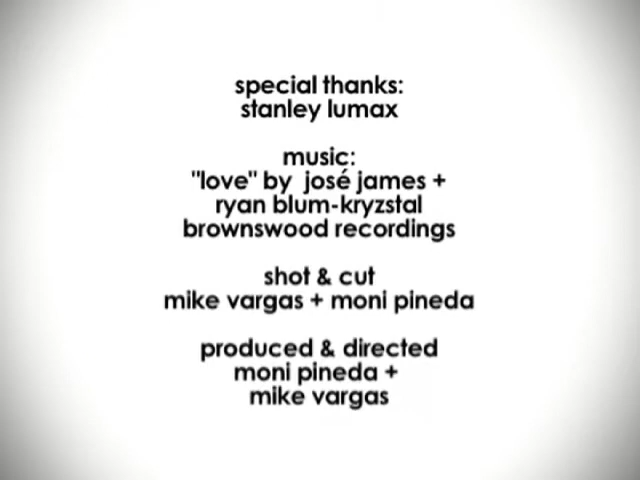 special thanks:
stanley lumax
music:
"love" by josé james +
ryan blum-kryzstal
brownswood recordings
shot & cut
mike vargas + moni pineda
produced & directed
moni pineda +
mike vargas